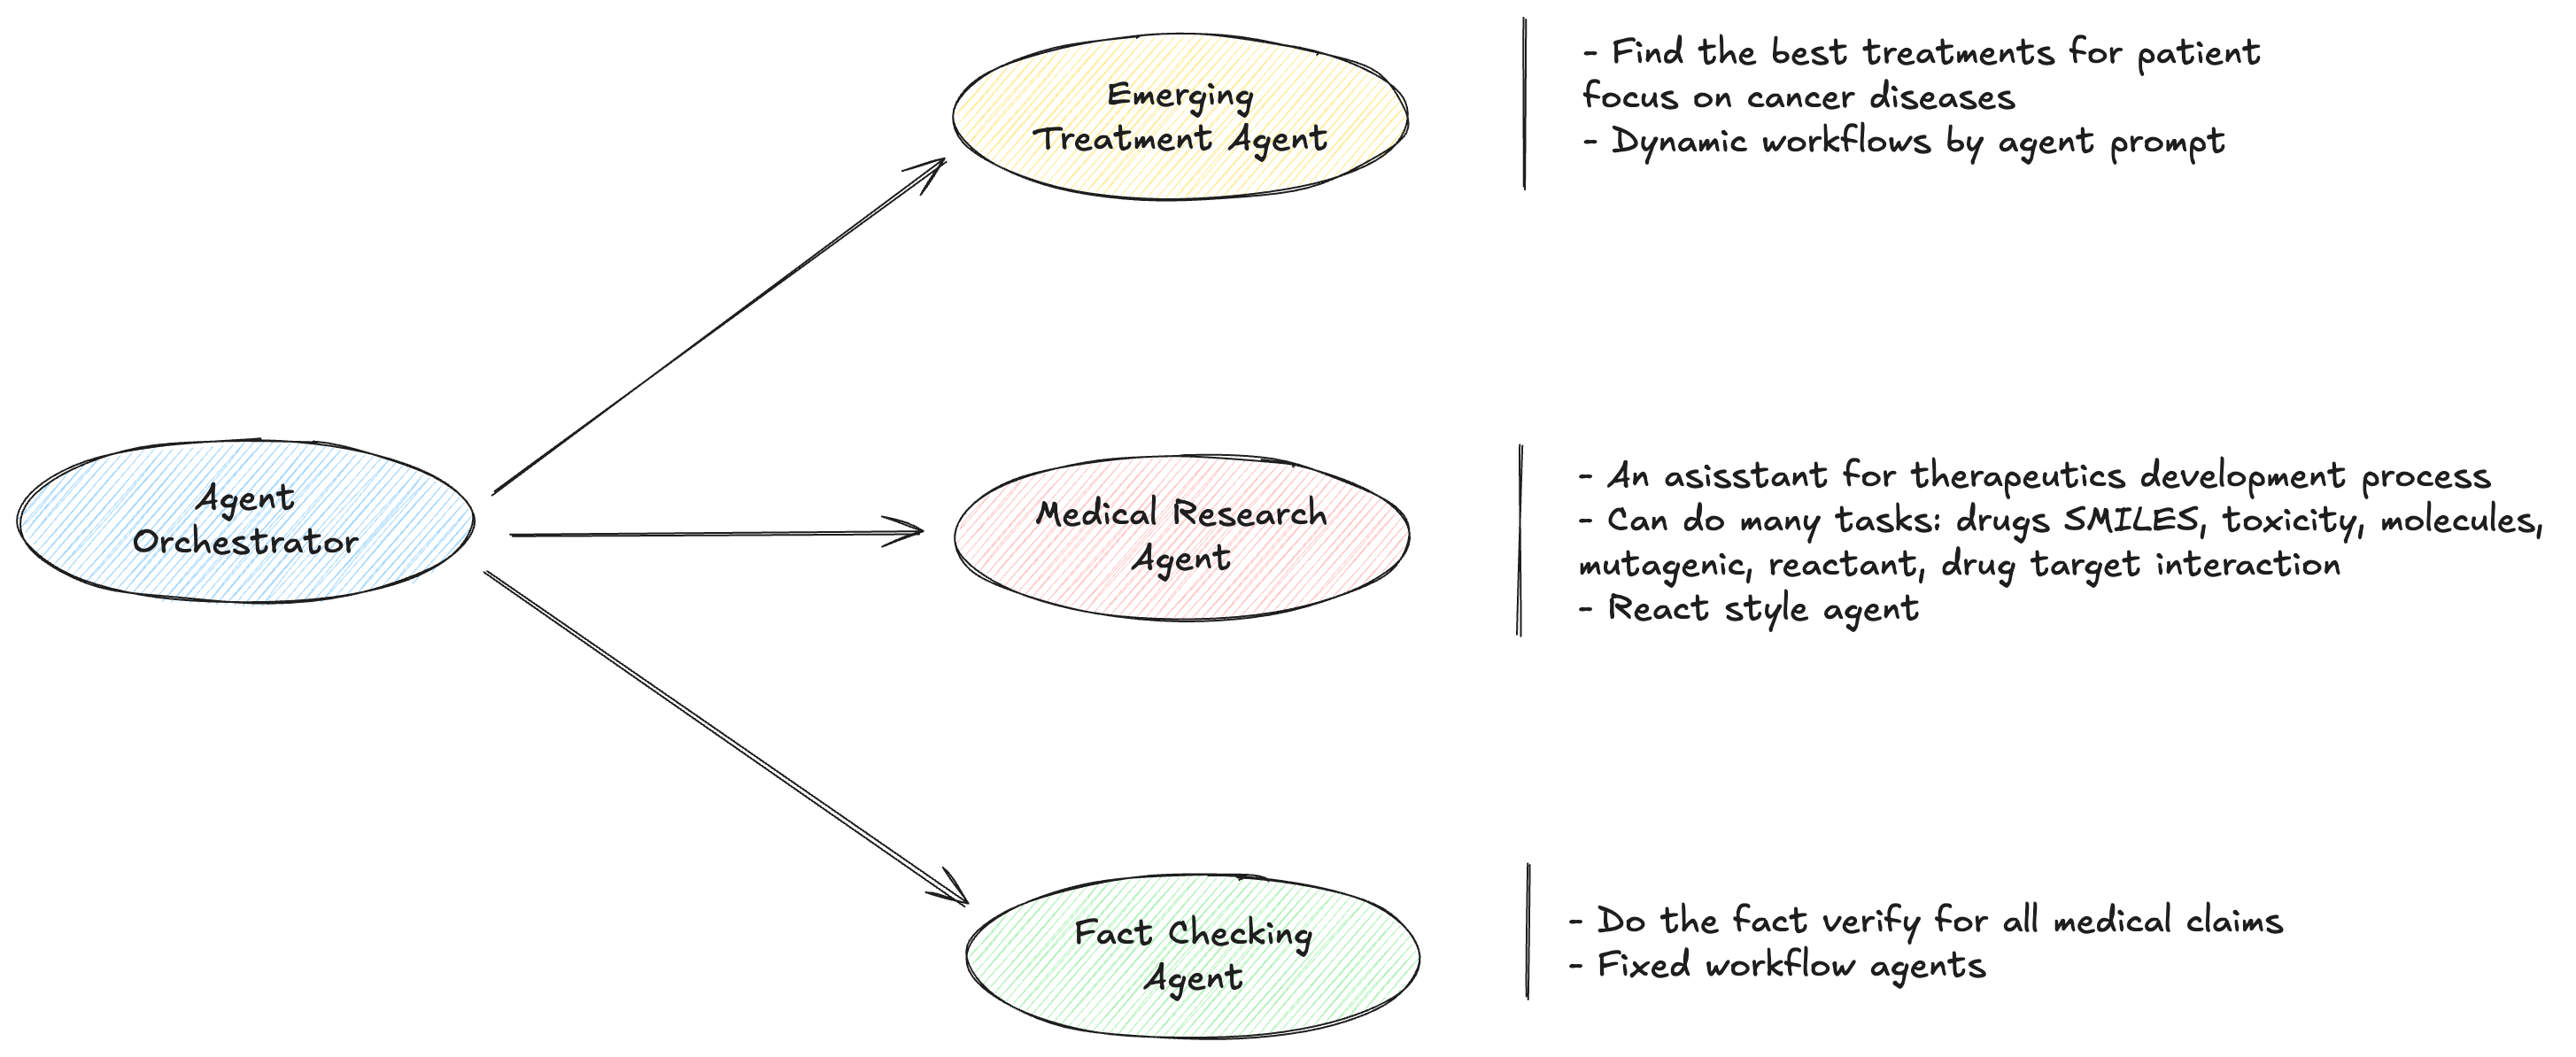 Emerging
Treatment Agent
- Find the best treatments for patient
focus on cancer diseases
- Dynamic workflows by agent prompt
Agent
Orchestrator
Medical Research
Agent
- An asisstant for therapeutics development process
- Can do many tasks: drugs SMILES, toxicity, molecules,
mutagenic, reactant, drug target interaction
- React style agent
Fact Checking
Agent
- Do the fact verify for all medical claims
- Fixed workflow agents